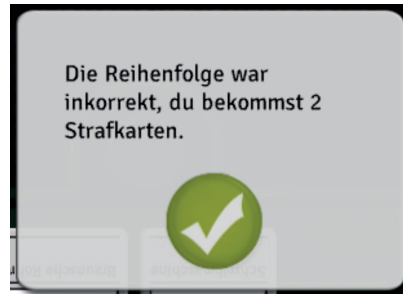 Die Reihenfolge war
inkorrekt, du bekommst 2
Strafkarten.